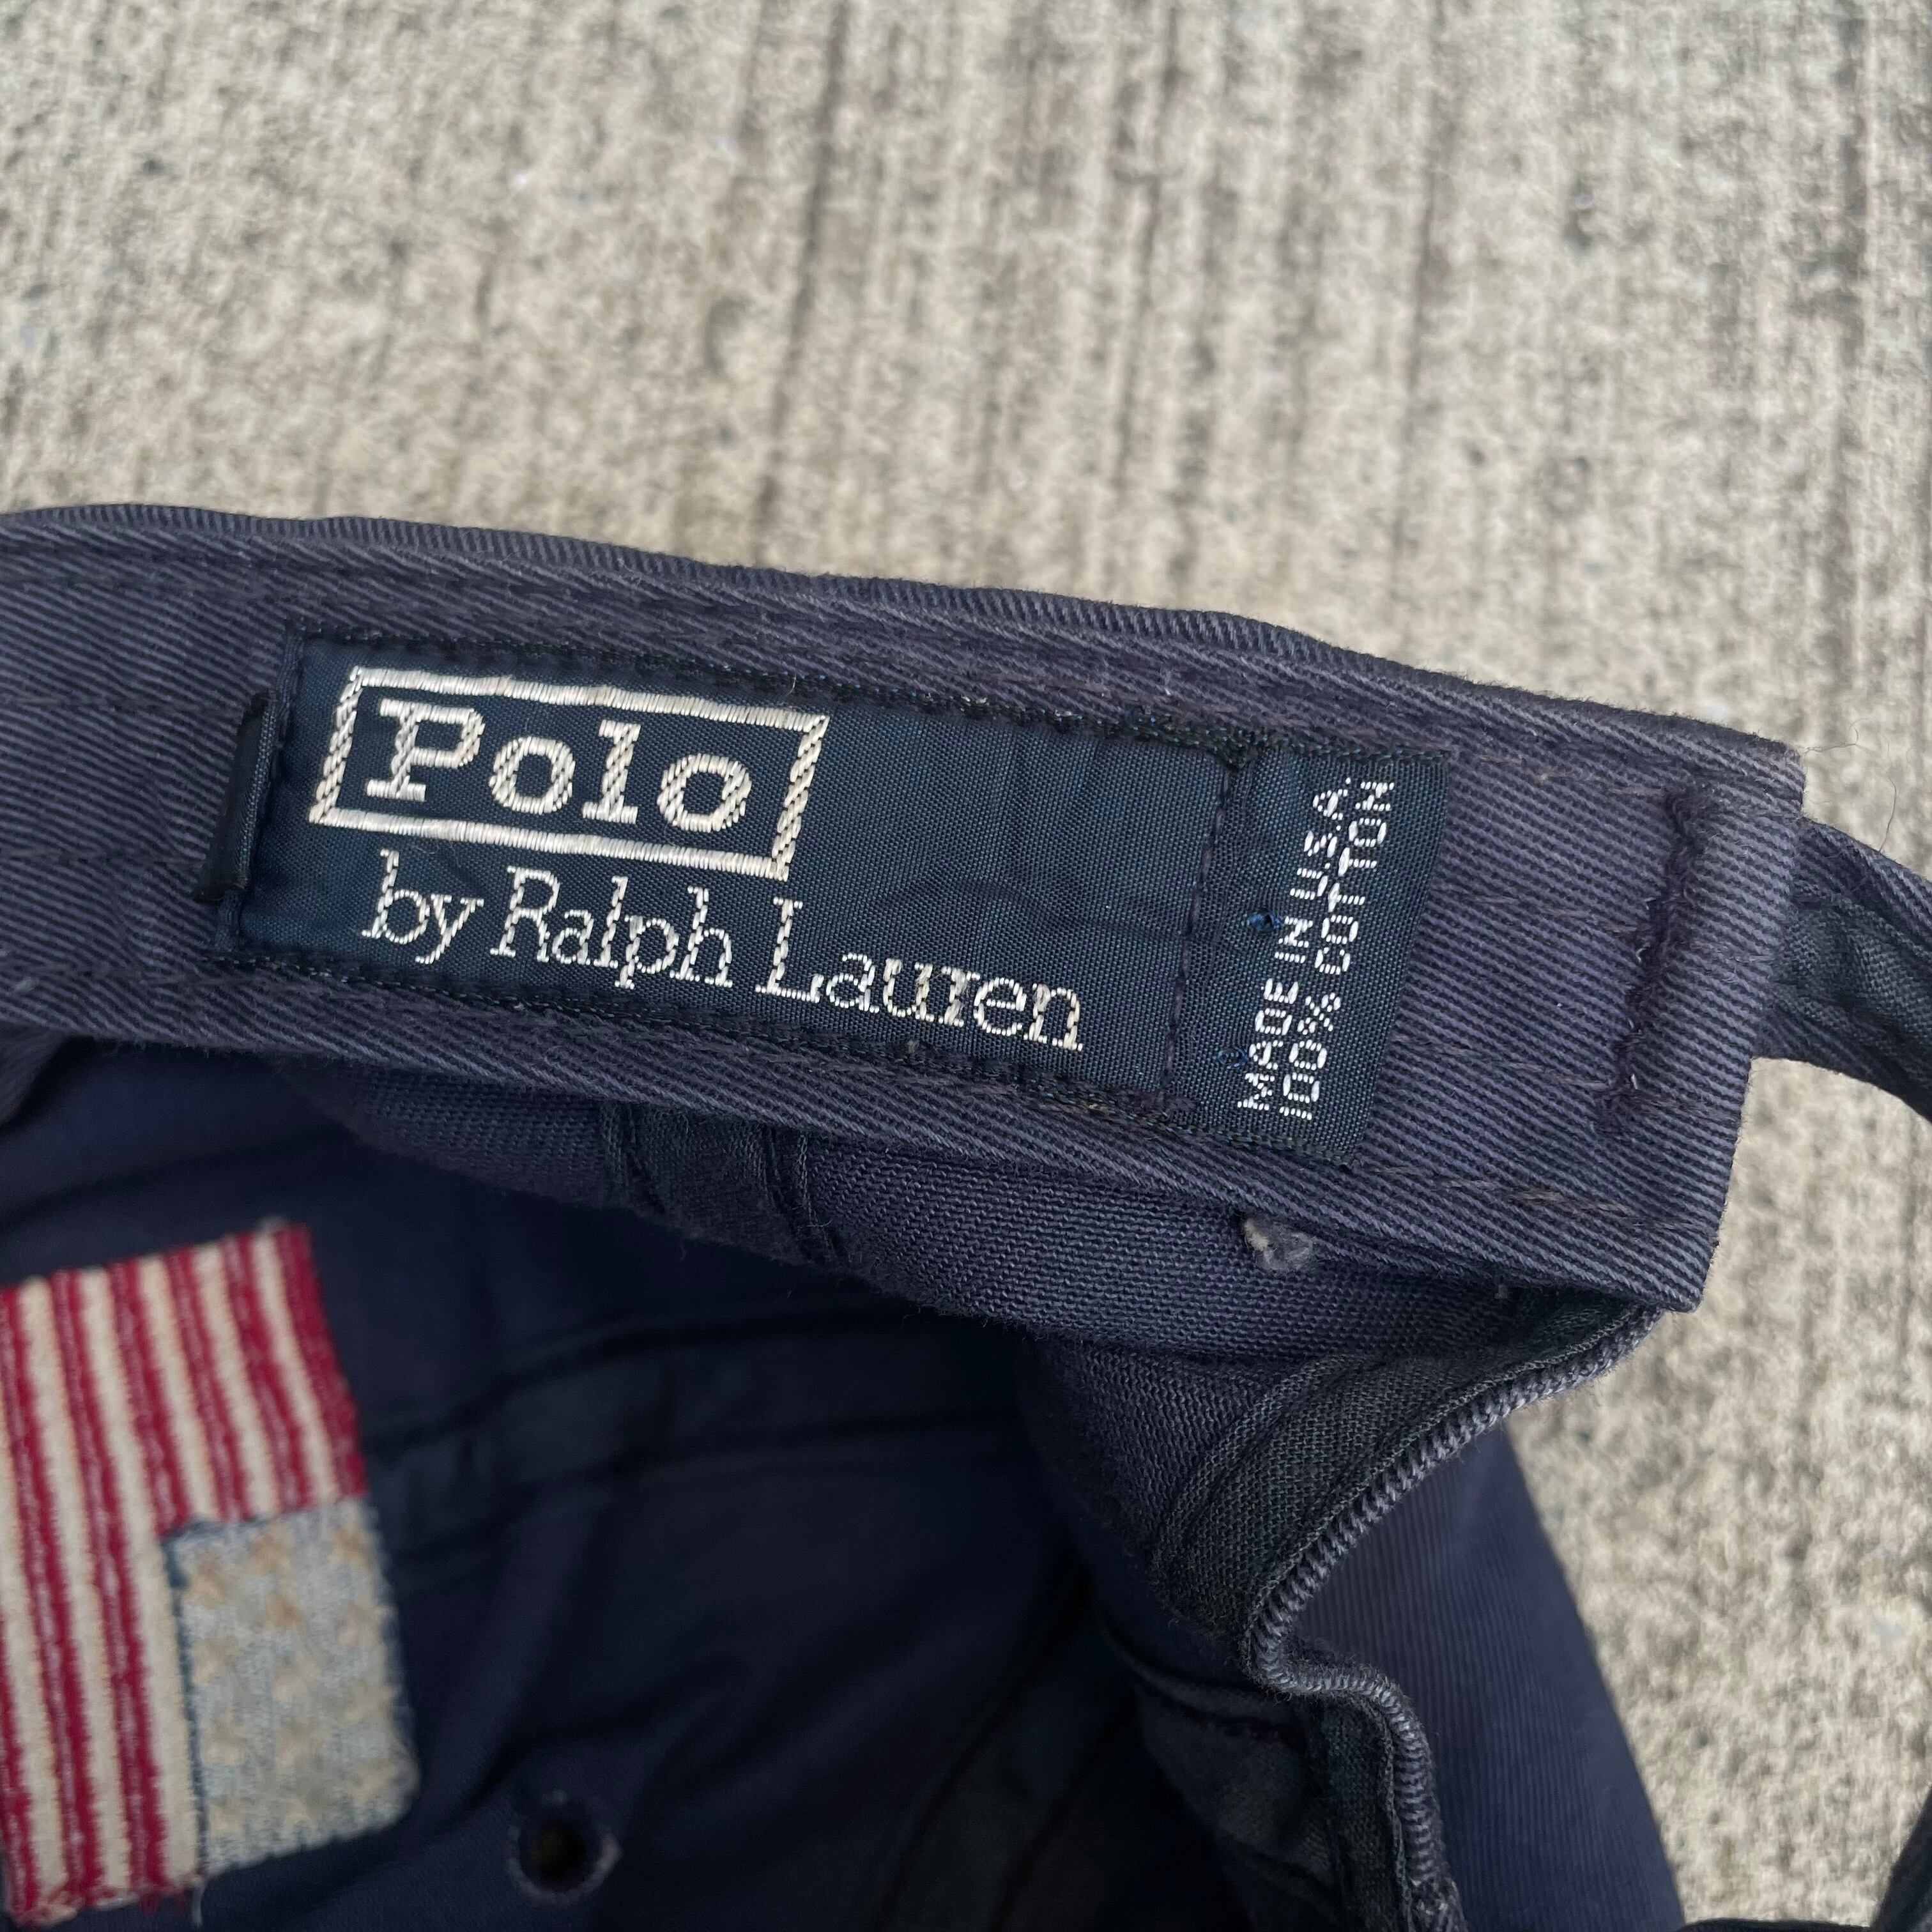 Polo
by Ralph Lauren
MADE IN USA.
100% COTTON